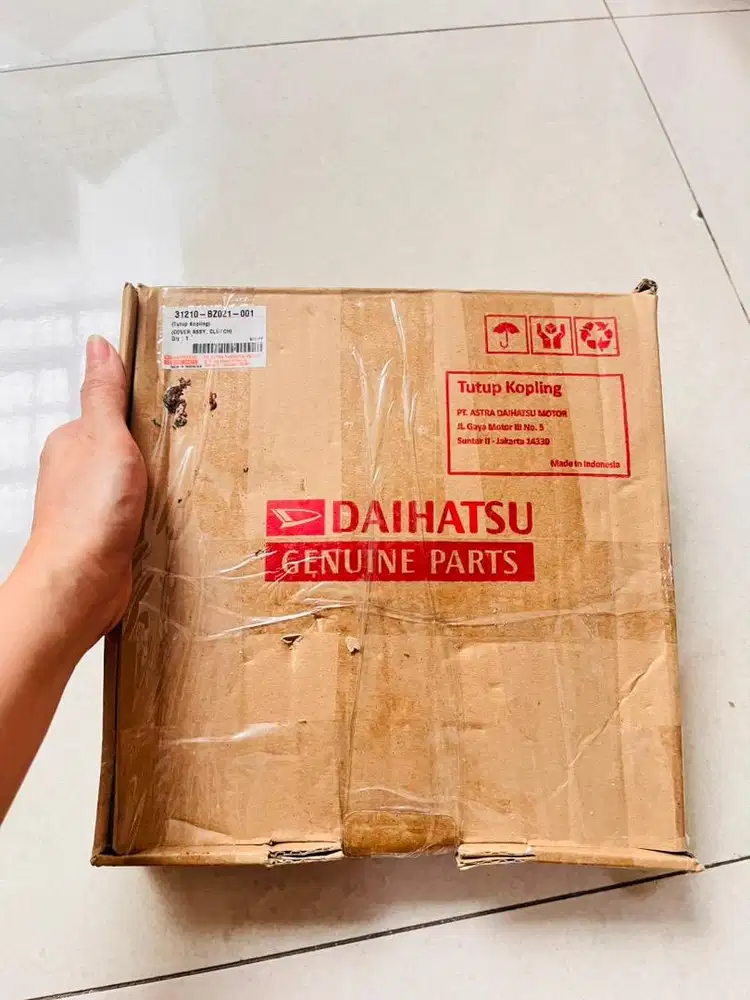 31210-BZ021-001
(Tutup Kopling)
(COVER ASSY, CLUTCH)
Qty : 1
Tutup Kopling
PT. ASTRA DAIHATSU MOTOR
Jl. Gaya Motor III No. 5
Sunter II - Jakarta 14330
Made in Indonesia
DAIHATSU
GENUINE PARTS